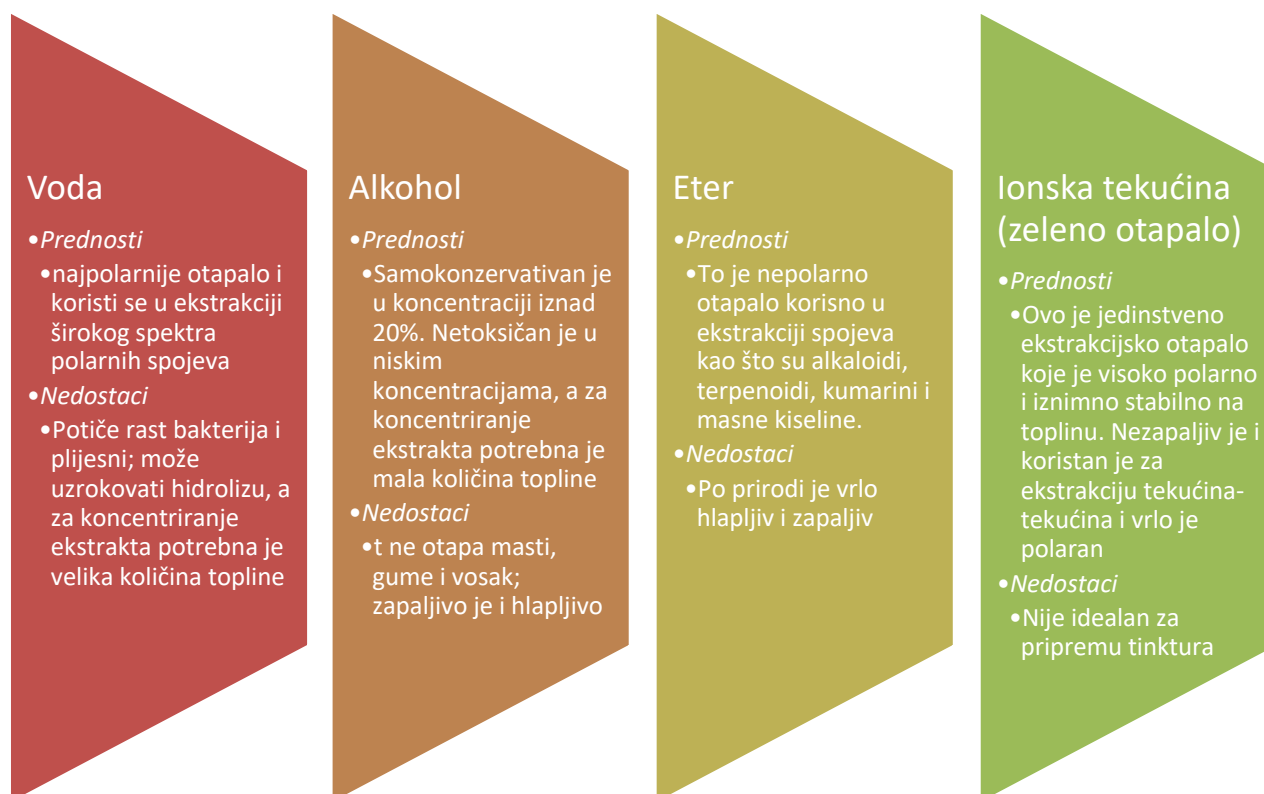 Voda
•Prednosti
•najpolarnije otapalo i
koristi se u ekstrakciji
širokog spektra
polarnih spojeva
•Nedostaci
•Potiče rast bakterija i
plijesni; može
uzrokovati hidrolizu, a
za koncentriranje
ekstrakta potrebna je
velika količina topline
Alkohol
•Prednosti
•Samokonzervativan je
u koncentraciji iznad
20%. Netoksičan je u
niskim
koncentracijama, a za
koncentriranje
ekstrakta potrebna je
mala količina topline
•Nedostaci
•t ne otapa masti,
gume i vosak;
zapaljivo je i hlapljivo
Eter
•Prednosti
•To je nepolarno
otapalo korisno u
ekstrakciji spojeva
kao što su alkaloidi,
terpenoidi, kumarini i
masne kiseline.
•Nedostaci
•Po prirodi je vrlo
hlapljiv i zapaljiv
Ionska tekućina
(zeleno otapalo)
•Prednosti
•Ovo je jedinstveno
ekstrakcijsko otapalo
koje je visoko polarno
i iznimno stabilno na
toplinu. Nezapaljiv je i
koristan je za
ekstrakciju tekućina-
tekućina i vrlo je
polaran
•Nedostaci
•Nije idealan za
pripremu tinktura